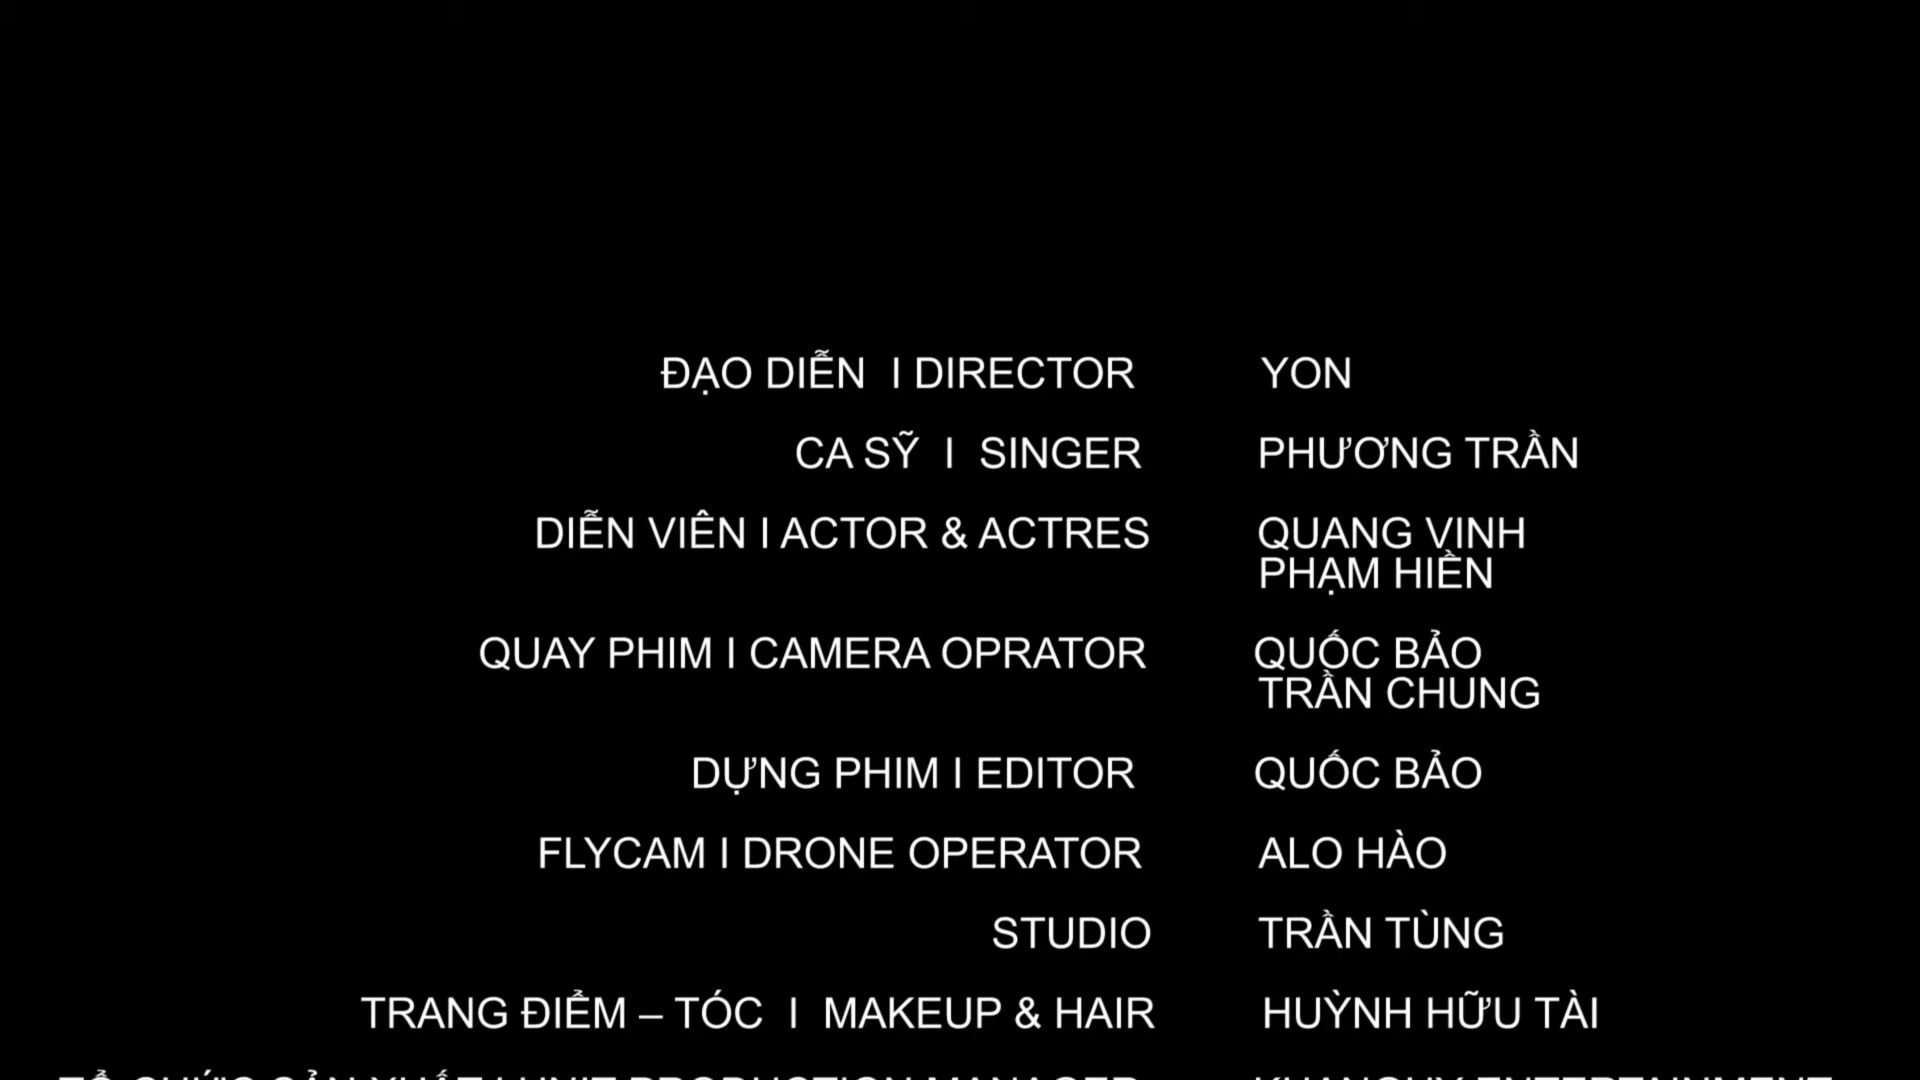 ĐẠO DIỄN I DIRECTOR YON
CA SỸ I SINGER PHƯƠNG TRẦN
DIỄN VIÊN I ACTOR & ACTRES QUANG VINH
PHẠM HIỀN
QUAY PHIM I CAMERA OPRATOR QUỐC BẢO
TRẦN CHUNG
DỰNG PHIM I EDITOR QUỐC BẢO
FLYCAM I DRONE OPERATOR ALO HÀO
STUDIO TRẦN TÙNG
TRANG ĐIỂM – TÓC I MAKEUP & HAIR HUỲNH HỮU TÀI